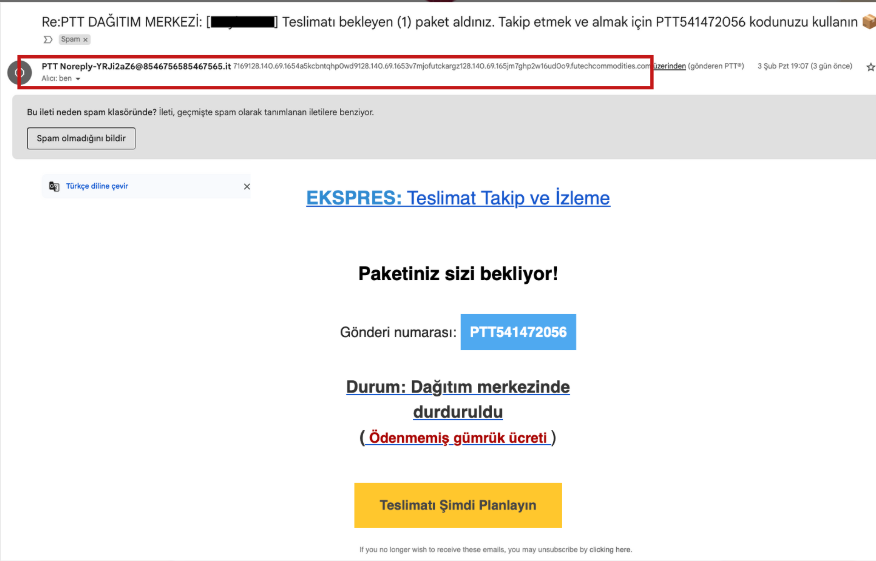 Re:PTT DAĞITIM MERKEZİ: [ ] Teslimatı bekleyen (1) paket aldınız. Takip etmek ve almak için PTT541472056 kodunuzu kullanın 📦
Spam ×
PTT Noreply-YRJi2aZ6@8546756585467565.it 7169128.140.69.1654a5kcbntqhp0wd9128.140.69.1653v7mjofutckargz128.140.69.165jm7ghp2w16ud0o9.futechcommodities.com üzerinden (gönderen PTT®) 3 Şub Pzt 19:07 (3 gün önce)
Alıcı: ben
Bu ileti neden spam klasöründe? İleti, geçmişte spam olarak tanımlanan iletilere benziyor.
Spam olmadığını bildir
Türkçe diline çevir ×
EKSPRES: Teslimat Takip ve İzleme
Paketiniz sizi bekliyor!
Gönderi numarası: PTT541472056
Durum: Dağıtım merkezinde
durduruldu
( Ödenmemiş gümrük ücreti )
Teslimatı Şimdi Planlayın
If you no longer wish to receive these emails, you may unsubscribe by clicking here.